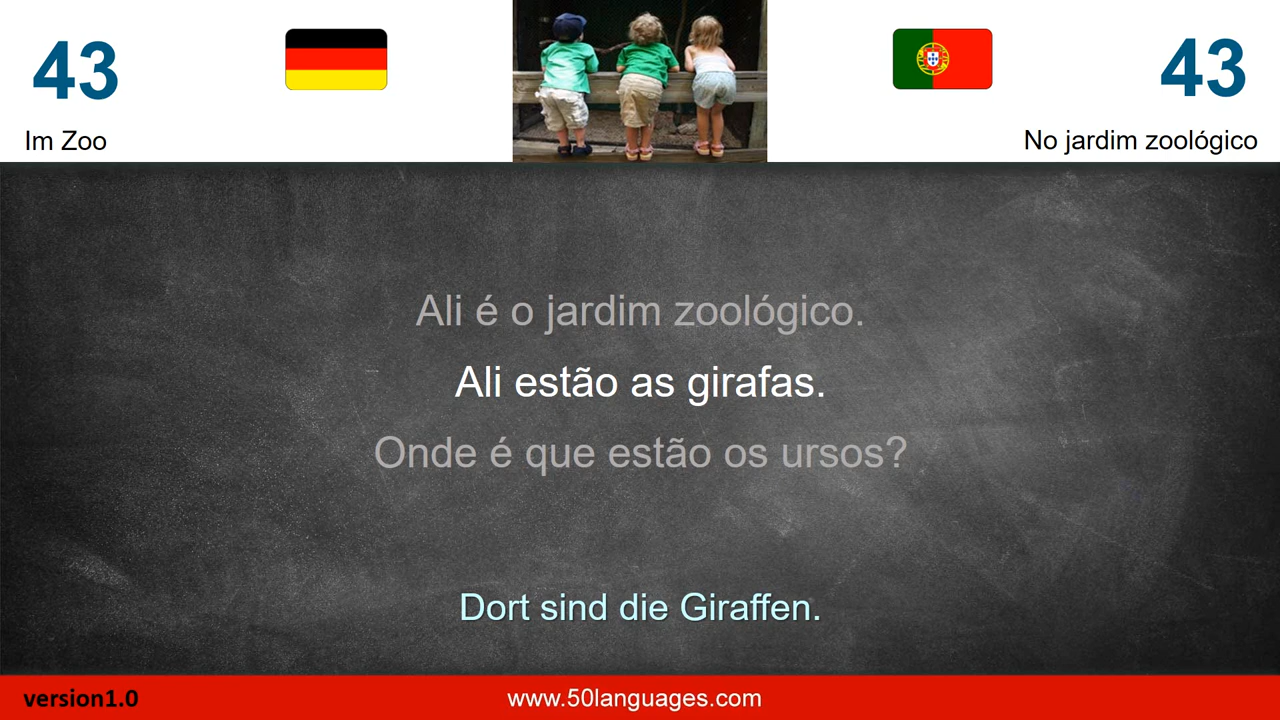 43
43
Im Zoo
No jardim zoológico
Ali é o jardim zoológico.
Ali estão as girafas.
Onde é que estão os ursos?
Dort sind die Giraffen.
version1.0
www.50languages.com